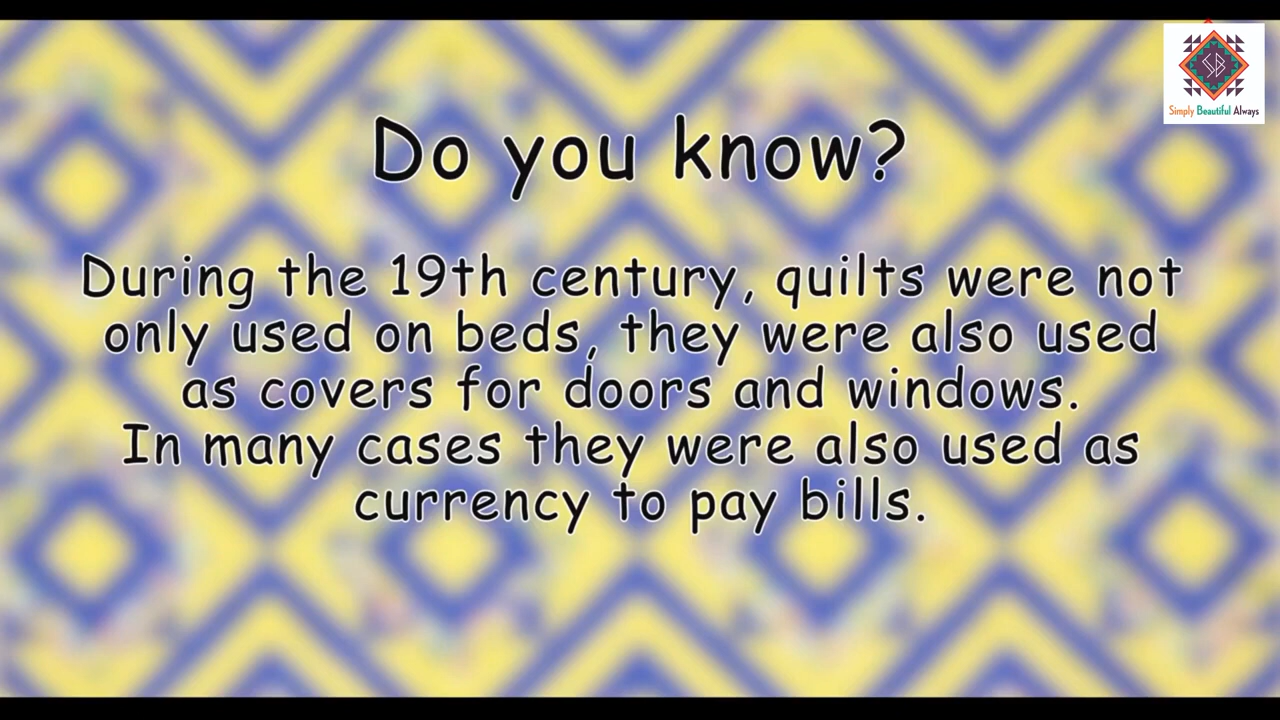 SB
Simply Beautiful Always
Do you know?
During the 19th century, quilts were not
only used on beds, they were also used
as covers for doors and windows.
In many cases they were also used as
currency to pay bills.